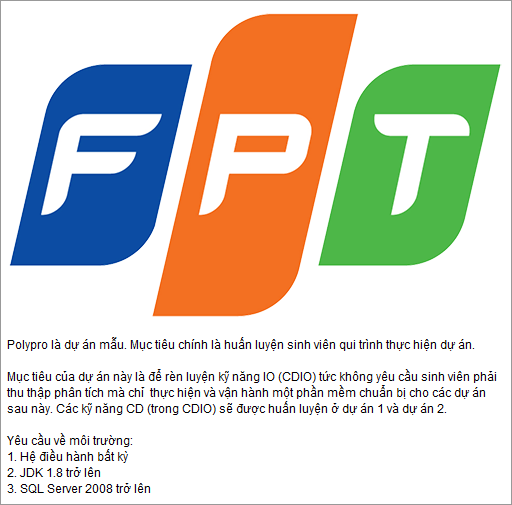 FPT
Polypro là dự án mẫu. Mục tiêu chính là huấn luyện sinh viên qui trình thực hiện dự án.
Mục tiêu của dự án này là để rèn luyện kỹ năng IO (CDIO) tức không yêu cầu sinh viên phải
thu thập phân tích mà chỉ thực hiện và vận hành một phần mềm chuẩn bị cho các dự án
sau này. Các kỹ năng CD (trong CDIO) sẽ được huấn luyện ở dự án 1 và dự án 2.
Yêu cầu về môi trường:
1. Hệ điều hành bất kỳ
2. JDK 1.8 trở lên
3. SQL Server 2008 trở lên